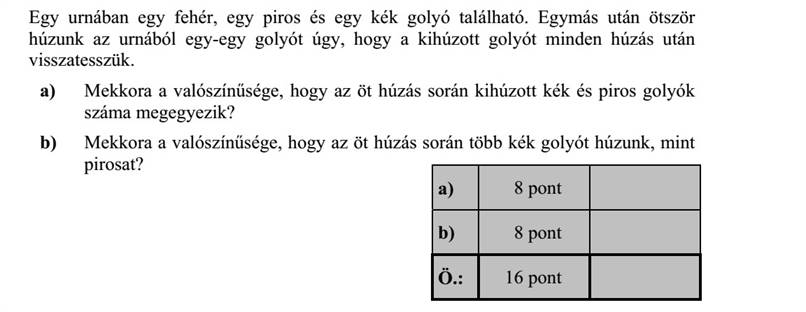 Egy urnában egy fehér, egy piros és egy kék golyó található. Egymás után ötször
húzunk az urnából egy-egy golyót úgy, hogy a kihúzott golyót minden húzás után
visszatesszük.
a) Mekkora a valószínűsége, hogy az öt húzás során kihúzott kék és piros golyók
száma megegyezik?
b) Mekkora a valószínűsége, hogy az öt húzás során több kék golyót húzunk, mint
pirosat?
a) 8 pont
b) 8 pont
Ö.: 16 pont